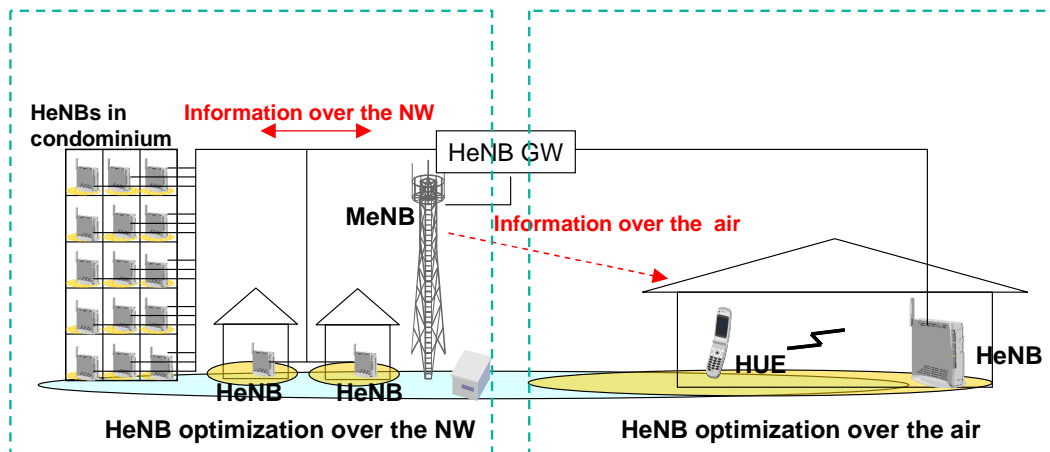 HeNBs in
condominium
Information over the NW
HeNB GW
MeNB
Information over the air
HUE
HeNB
HeNB
HeNB
HeNB optimization over the NW
HeNB optimization over the air